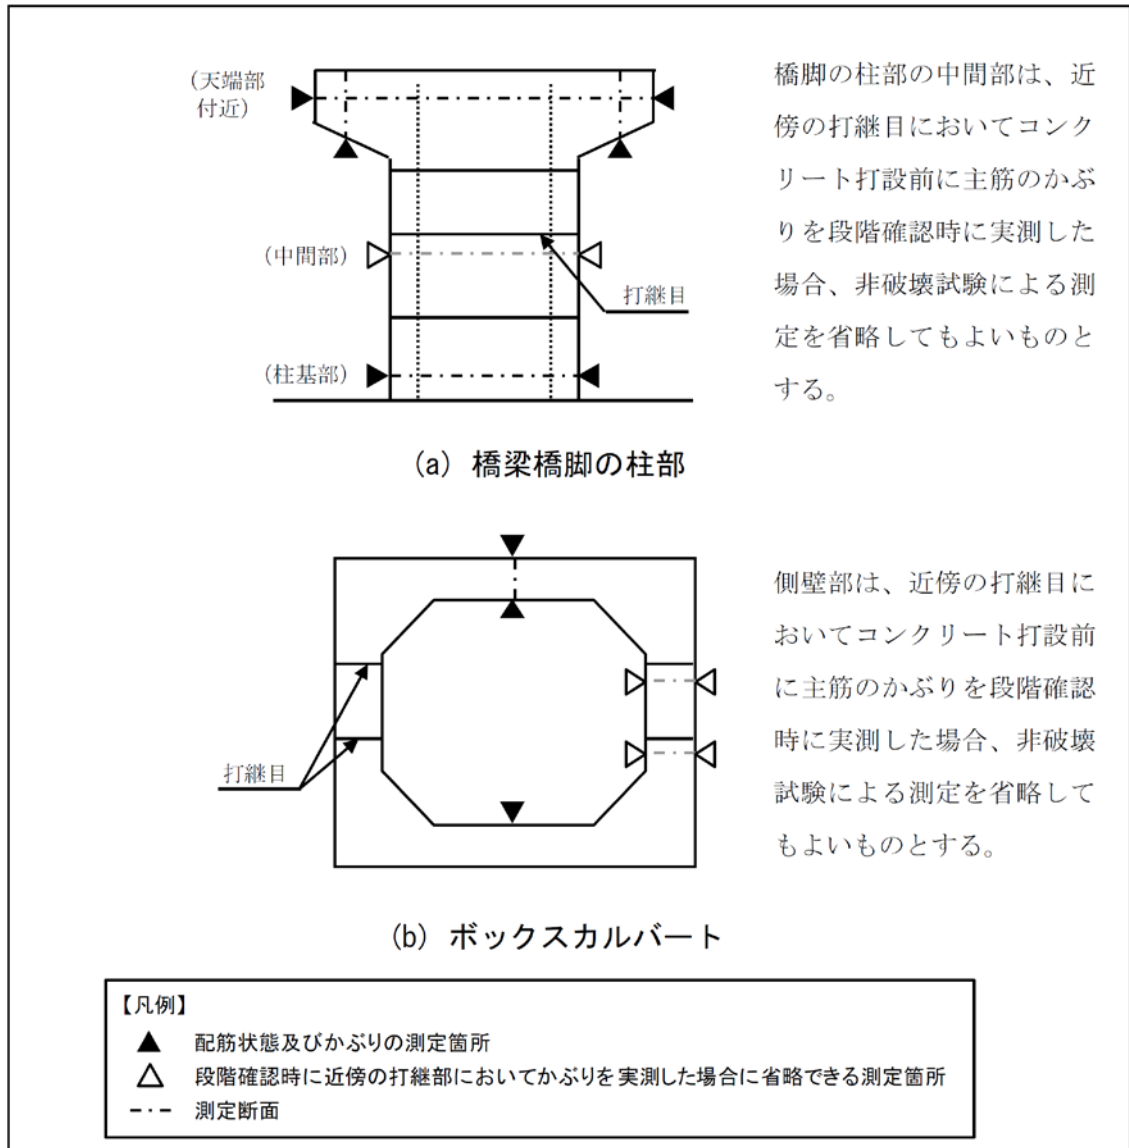 (天端部
付近)
橋脚の柱部の中間部は、近
傍の打継目においてコンク
リート打設前に主筋のかぶ
りを段階確認時に実測した
場合、非破壊試験による測
定を省略してもよいものと
する。
(中間部)
打継目
(柱基部)
(a) 橋梁橋脚の柱部
側壁部は、近傍の打継目に
おいてコンクリート打設前
に主筋のかぶりを段階確認
時に実測した場合、非破壊
試験による測定を省略して
もよいものとする。
打継目
(b) ボックスカルバート
【凡例】
配筋状態及びかぶりの測定箇所
段階確認時に近傍の打継部においてかぶりを実測した場合に省略できる測定箇所
測定断面